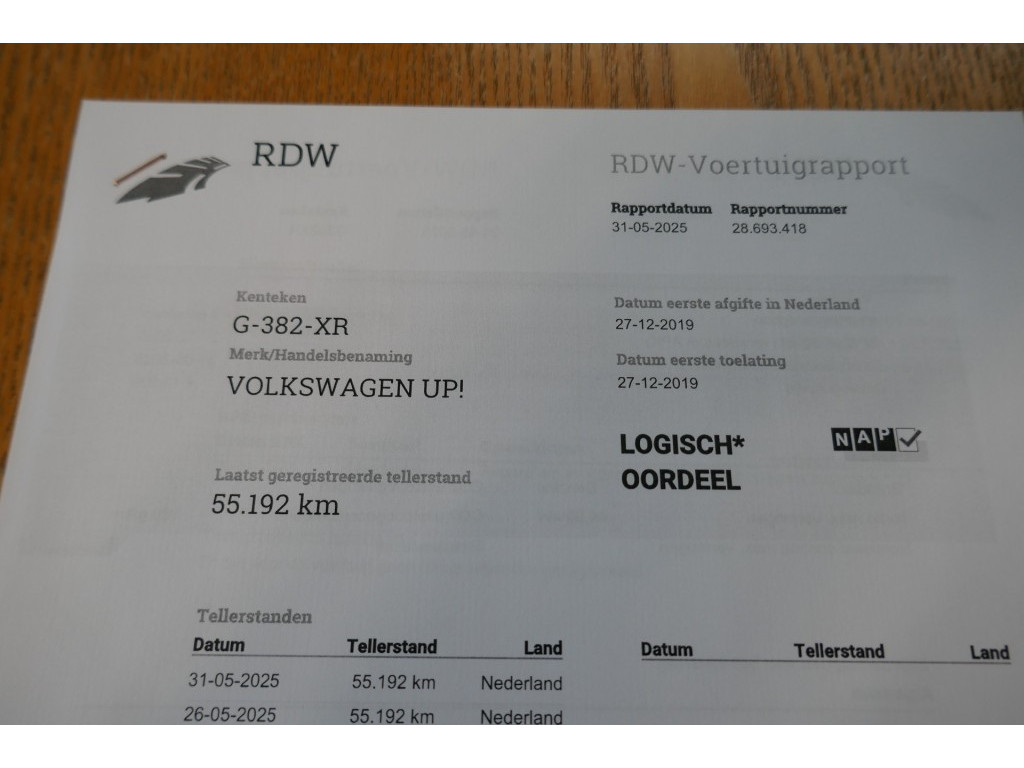 RDW
RDW-Voertuigrapport
Rapportdatum Rapportnummer
31-05-2025 28.693.418
Kenteken
G-382-XR
Merk/Handelsbenaming
VOLKSWAGEN UP!
Datum eerste afgifte in Nederland
27-12-2019
Datum eerste toelating
27-12-2019
LOGISCH*
OORDEEL
NAP
Laatst geregistreerde tellerstand
55.192 km
Tellerstanden
Datum Tellerstand Land Datum Tellerstand Land
31-05-2025 55.192 km Nederland
26-05-2025 55.192 km Nederland